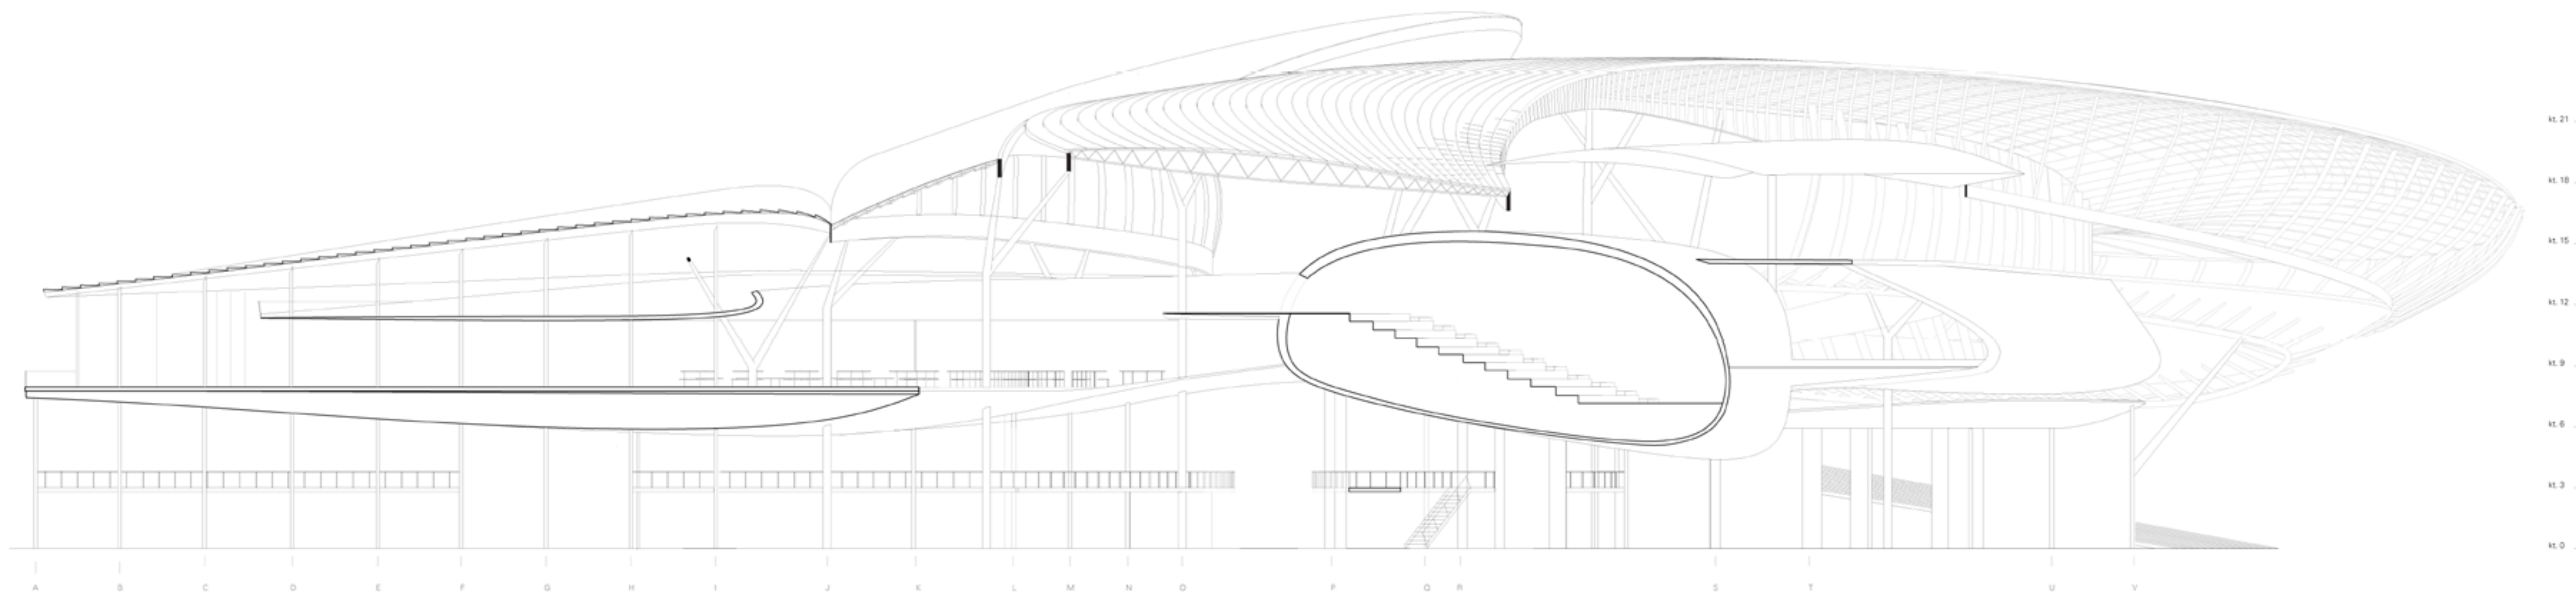 kt. 21
kt. 18
kt. 15
kt. 12
kt. 9
kt. 6
kt. 3
kt. 0
A B C D E F G H I J K L M N O P Q R S T U V